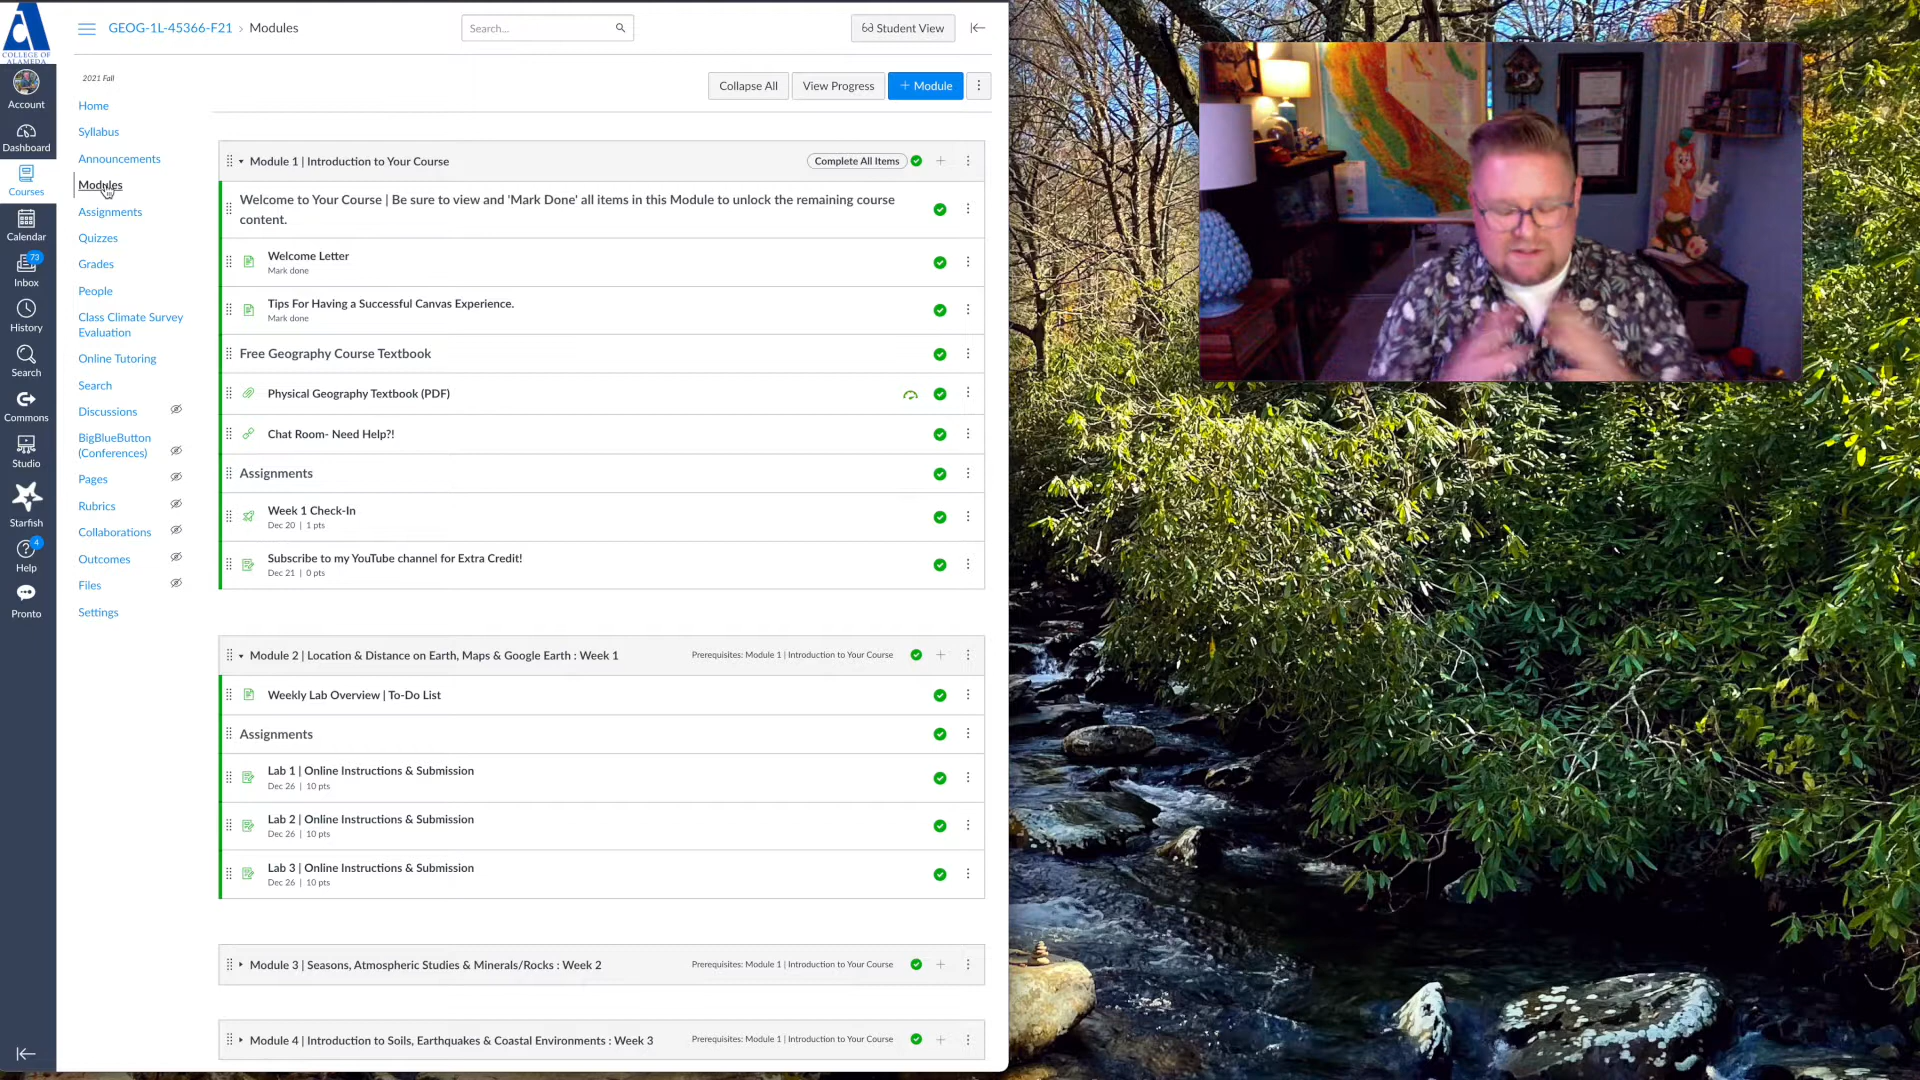 COLLEGE OF
ALAMEDA
Account
Dashboard
Courses
Calendar
73
Inbox
History
Search
Commons
Studio
Starfish
4
Help
Pronto
GEOG-1L-45366-F21 › Modules
Search...
Student View
2021 Fall
Home
Syllabus
Announcements
Modules
Assignments
Quizzes
Grades
People
Class Climate Survey
Evaluation
Online Tutoring
Search
Discussions
BigBlueButton
(Conferences)
Pages
Rubrics
Collaborations
Outcomes
Files
Settings
Collapse All
View Progress
+ Module
Module 1 | Introduction to Your Course
Complete All Items
Welcome to Your Course | Be sure to view and 'Mark Done' all items in this Module to unlock the remaining course
content.
Welcome Letter
Mark done
Tips For Having a Successful Canvas Experience.
Mark done
Free Geography Course Textbook
Physical Geography Textbook (PDF)
Chat Room- Need Help?!
Assignments
Week 1 Check-In
Dec 20 | 1 pts
Subscribe to my YouTube channel for Extra Credit!
Dec 21 | 0 pts
Module 2 | Location & Distance on Earth, Maps & Google Earth : Week 1
Prerequisites: Module 1 | Introduction to Your Course
Weekly Lab Overview | To-Do List
Assignments
Lab 1 | Online Instructions & Submission
Dec 26 | 10 pts
Lab 2 | Online Instructions & Submission
Dec 26 | 10 pts
Lab 3 | Online Instructions & Submission
Dec 26 | 10 pts
Module 3 | Seasons, Atmospheric Studies & Minerals/Rocks : Week 2
Prerequisites: Module 1 | Introduction to Your Course
Module 4 | Introduction to Soils, Earthquakes & Coastal Environments : Week 3
Prerequisites: Module 1 | Introduction to Your Course